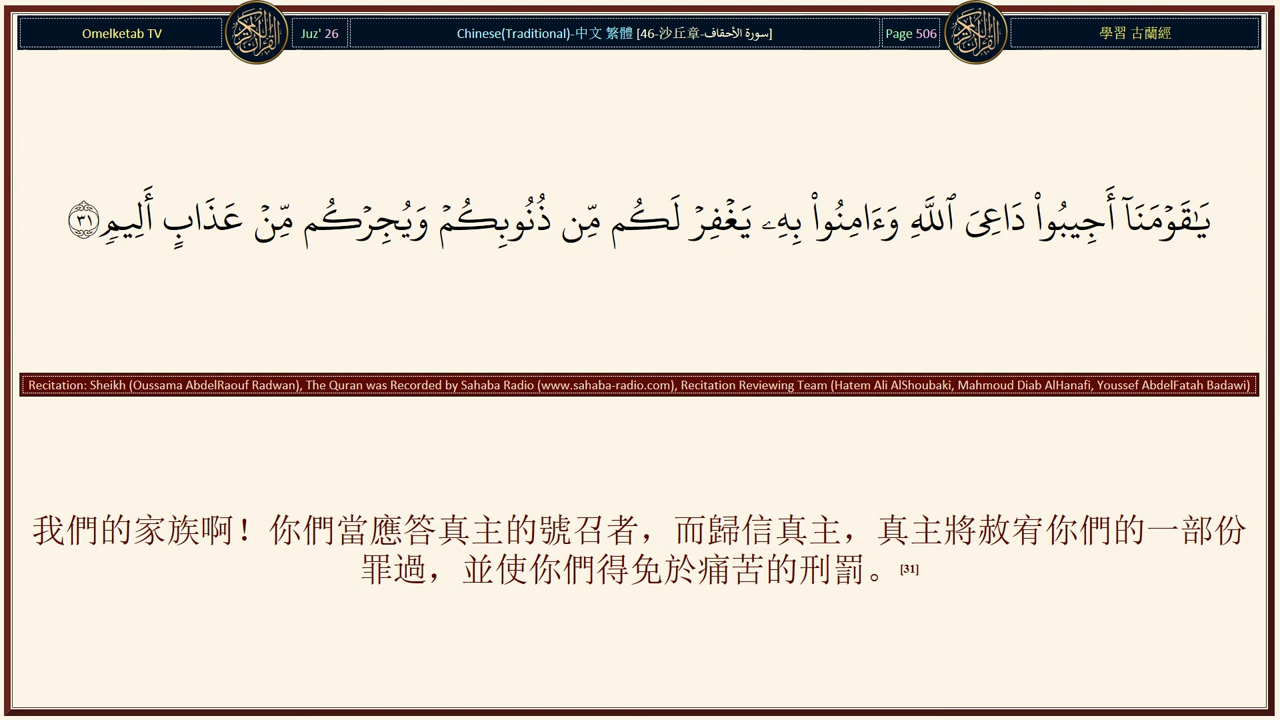 Omelketab TV
Juz' 26
Chinese(Traditional)-中文 繁體 [46-沙丘章-سورة الأحقاف]
Page 506
學習 古蘭經
يَٰقَوْمَنَآ أَجِيبُوا۟ دَاعِىَ ٱللَّهِ وَءَامِنُوا۟ بِهِۦ يَغْفِرْ لَكُم مِّن ذُنُوبِكُمْ وَيُجِرْكُم مِّنْ عَذَابٍ أَلِيمٍ ٣١
Recitation: Sheikh (Oussama AbdelRaouf Radwan), The Quran was Recorded by Sahaba Radio (www.sahaba-radio.com), Recitation Reviewing Team (Hatem Ali AlShoubaki, Mahmoud Diab AlHanafi, Youssef AbdelFatah Badawi)
我們的家族啊！你們當應答真主的號召者，而歸信真主，真主將赦宥你們的一部份
罪過，並使你們得免於痛苦的刑罰。[31]